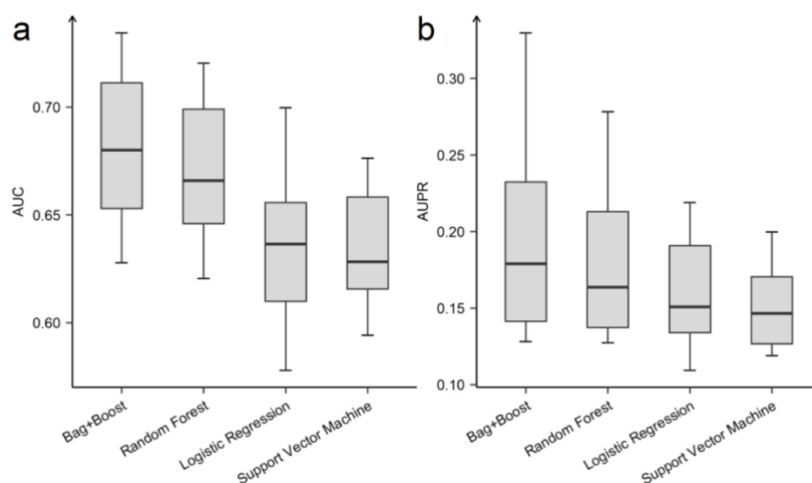 a
AUC
0.70
0.65
0.60
Bag+Boost
Random Forest
Logistic Regression
Support Vector Machine
b
AUPR
0.30
0.25
0.20
0.15
0.10
Bag+Boost
Random Forest
Logistic Regression
Support Vector Machine